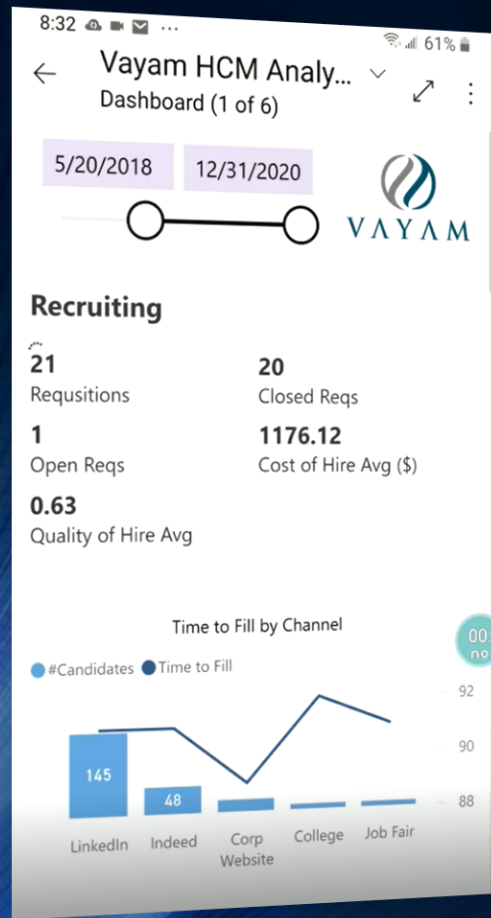 8:32 ... 61%
Vayam HCM Analy...
Dashboard (1 of 6)
5/20/2018 12/31/2020
VAYAM
Recruiting
21 20
Requsitions Closed Reqs
1 1176.12
Open Reqs Cost of Hire Avg ($)
0.63
Quality of Hire Avg
Time to Fill by Channel
00:
#Candidates Time to Fill
92
90
145
48
88
LinkedIn Indeed Corp Website College Job Fair